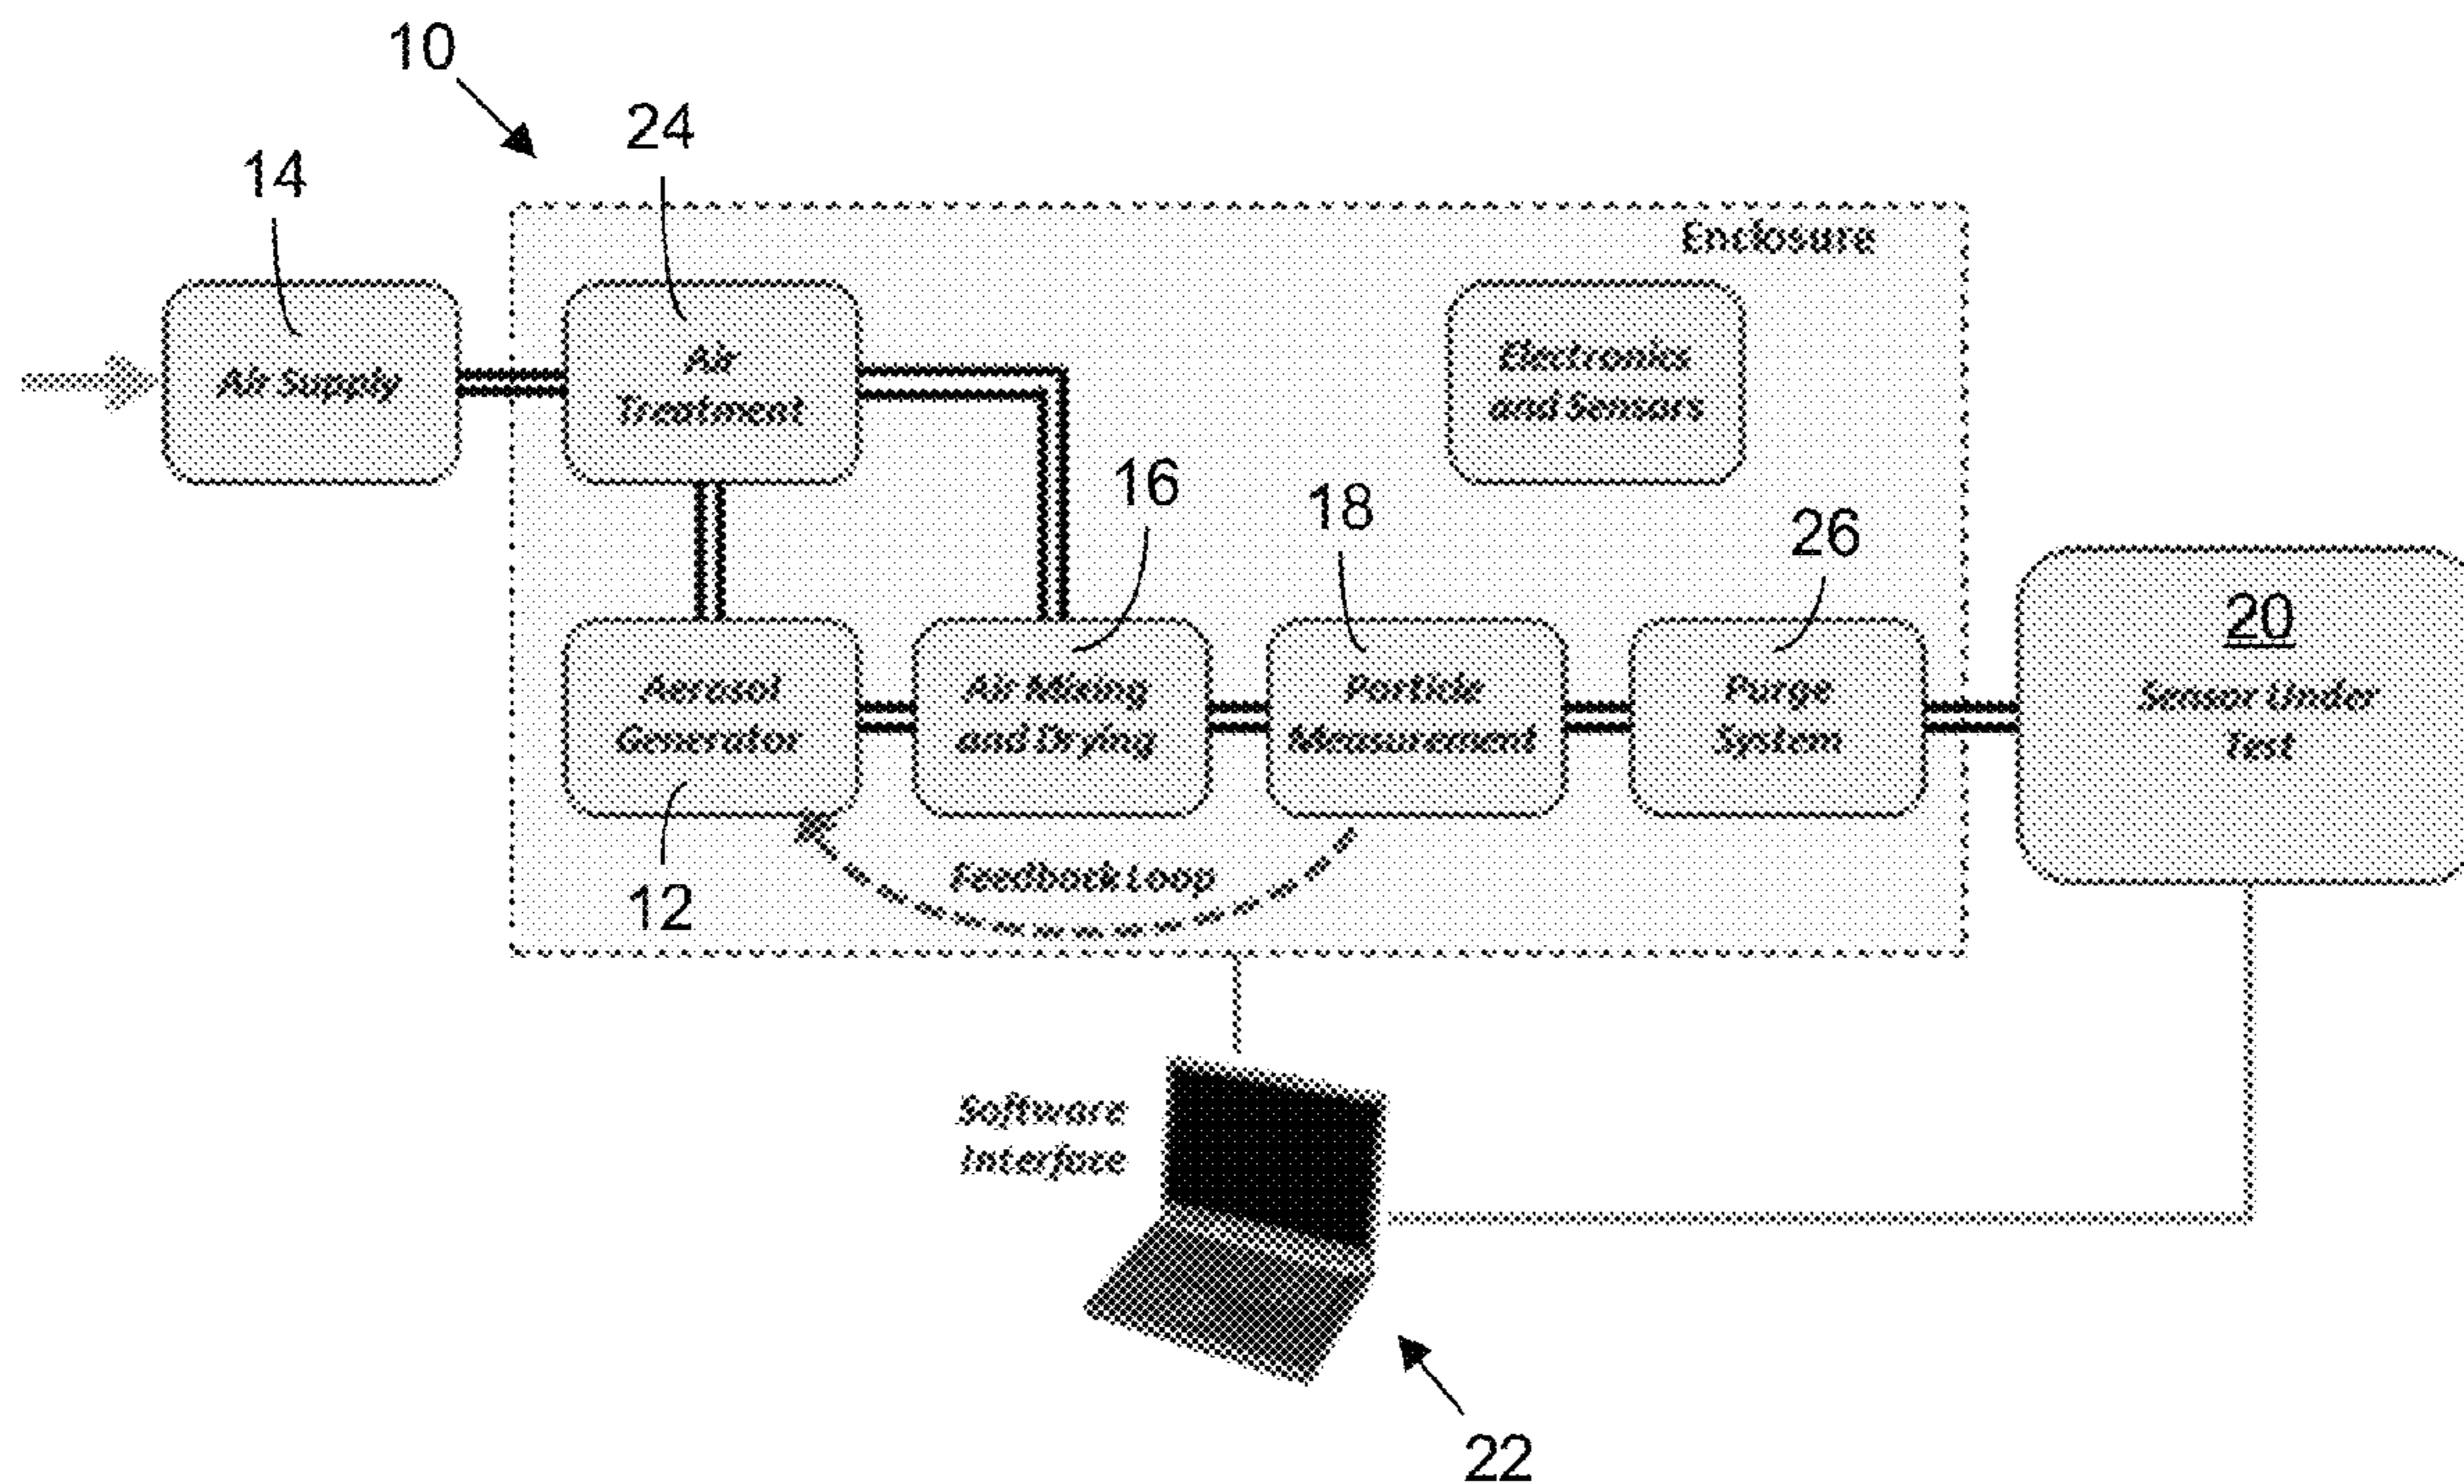 10
24
14
Enclosure
Air Supply
Air
Treatment
Electronics
and Sensors
16
18
26
20
Sensor Under
Test
Aerosol
Generator
Air Mixing
and Drying
Particle
Measurement
Purge
System
12
Feedback Loop
Software
Interface
22